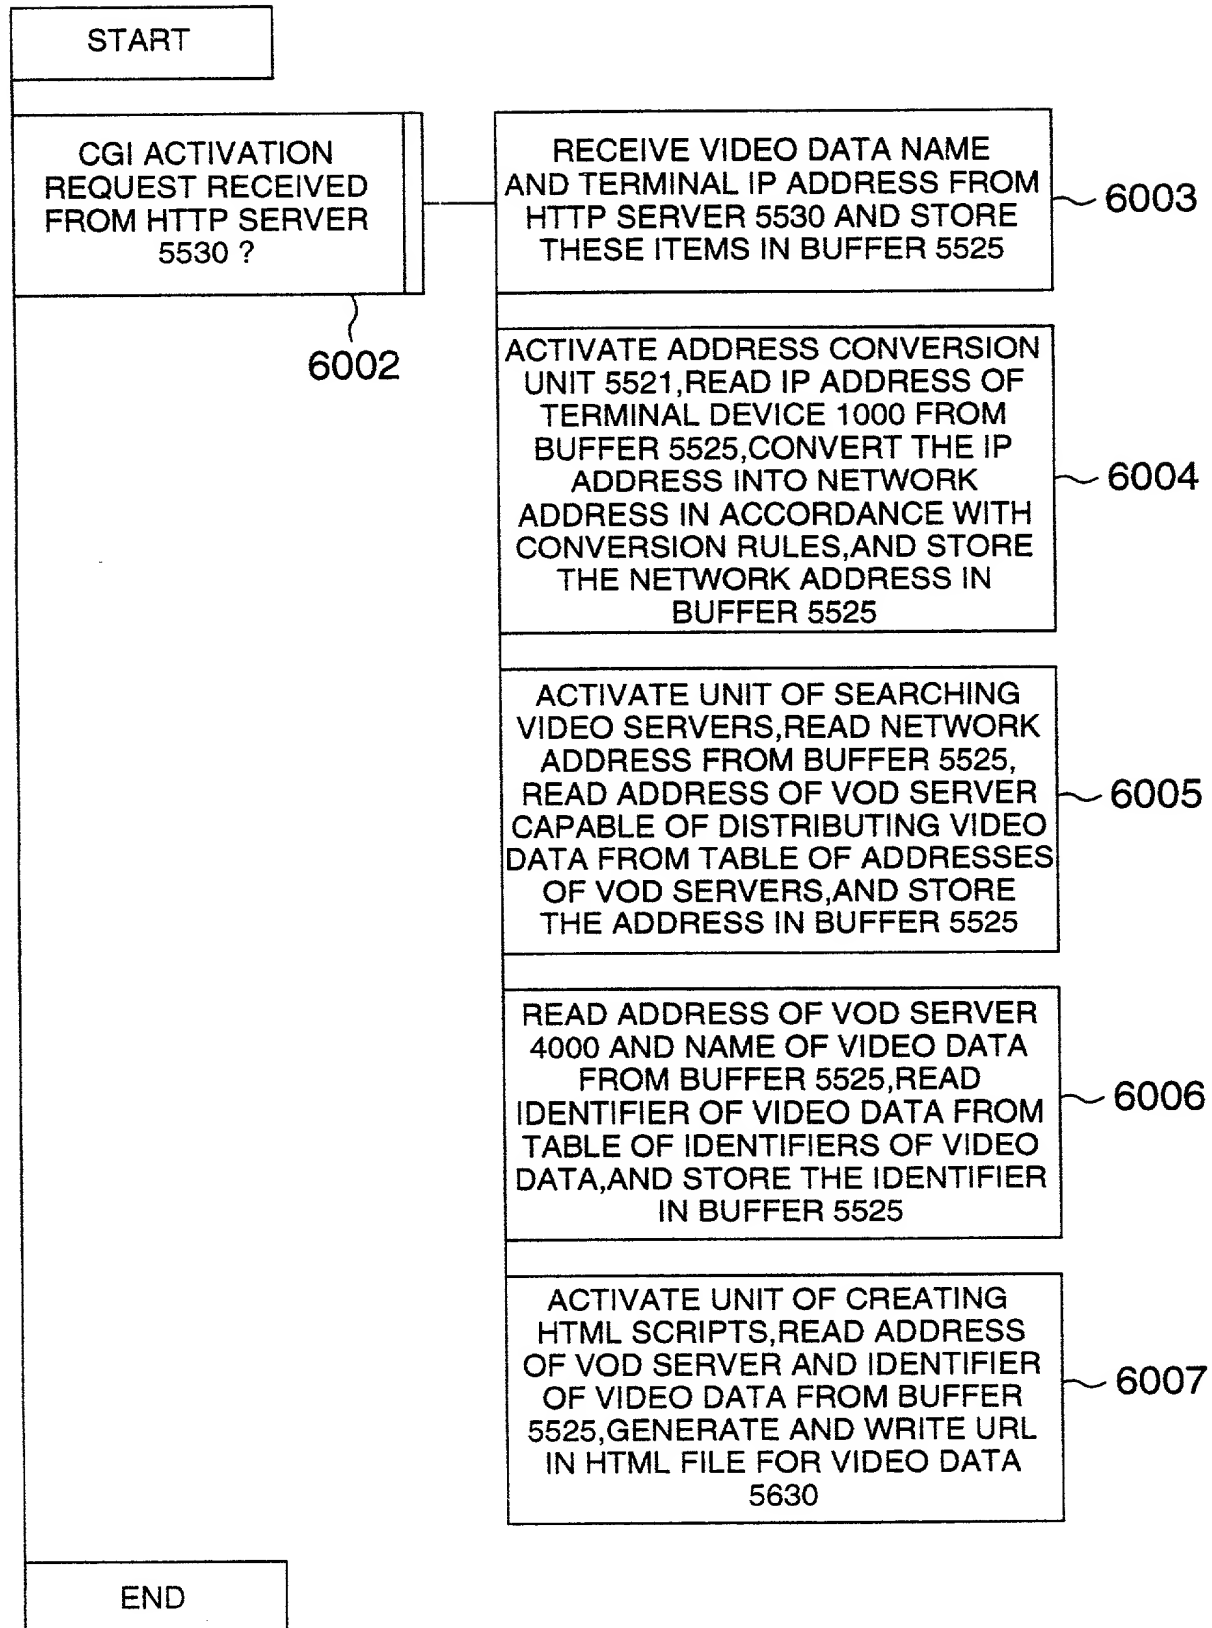 START
CGI ACTIVATION
REQUEST RECEIVED
FROM HTTP SERVER
5530 ?
6002
RECEIVE VIDEO DATA NAME
AND TERMINAL IP ADDRESS FROM
HTTP SERVER 5530 AND STORE
THESE ITEMS IN BUFFER 5525
6003
ACTIVATE ADDRESS CONVERSION
UNIT 5521,READ IP ADDRESS OF
TERMINAL DEVICE 1000 FROM
BUFFER 5525,CONVERT THE IP
ADDRESS INTO NETWORK
ADDRESS IN ACCORDANCE WITH
CONVERSION RULES,AND STORE
THE NETWORK ADDRESS IN
BUFFER 5525
6004
ACTIVATE UNIT OF SEARCHING
VIDEO SERVERS,READ NETWORK
ADDRESS FROM BUFFER 5525,
READ ADDRESS OF VOD SERVER
CAPABLE OF DISTRIBUTING VIDEO
DATA FROM TABLE OF ADDRESSES
OF VOD SERVERS,AND STORE
THE ADDRESS IN BUFFER 5525
6005
READ ADDRESS OF VOD SERVER
4000 AND NAME OF VIDEO DATA
FROM BUFFER 5525,READ
IDENTIFIER OF VIDEO DATA FROM
TABLE OF IDENTIFIERS OF VIDEO
DATA,AND STORE THE IDENTIFIER
IN BUFFER 5525
6006
ACTIVATE UNIT OF CREATING
HTML SCRIPTS,READ ADDRESS
OF VOD SERVER AND IDENTIFIER
OF VIDEO DATA FROM BUFFER
5525,GENERATE AND WRITE URL
IN HTML FILE FOR VIDEO DATA
5630
6007
END